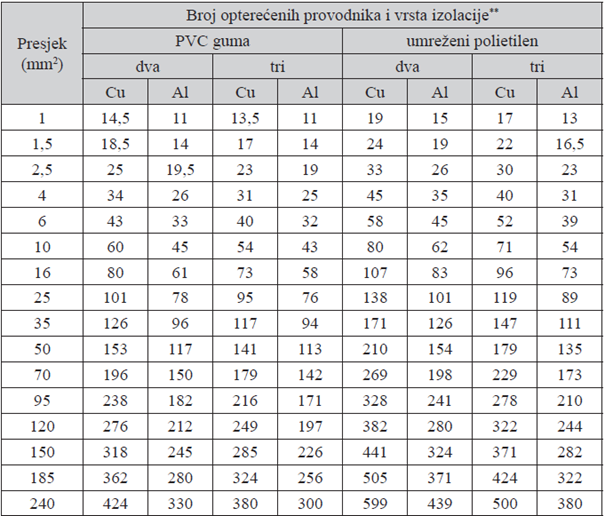 Presjek (mm²)
Broj opterećenih provodnika i vrsta izolacije**
PVC guma umreženi polietilen
dva tri dva tri
Cu Al Cu Al Cu Al Cu Al
1 14,5 11 13,5 11 19 15 17 13
1,5 18,5 14 17 14 24 19 22 16,5
2,5 25 19,5 23 19 33 26 30 23
4 34 26 31 25 45 35 40 31
6 43 33 40 32 58 45 52 39
10 60 45 54 43 80 62 71 54
16 80 61 73 58 107 83 96 73
25 101 78 95 76 138 101 119 89
35 126 96 117 94 171 126 147 111
50 153 117 141 113 210 154 179 135
70 196 150 179 142 269 198 229 173
95 238 182 216 171 328 241 278 210
120 276 212 249 197 382 280 322 244
150 318 245 285 226 441 324 371 282
185 362 280 324 256 505 371 424 322
240 424 330 380 300 599 439 500 380